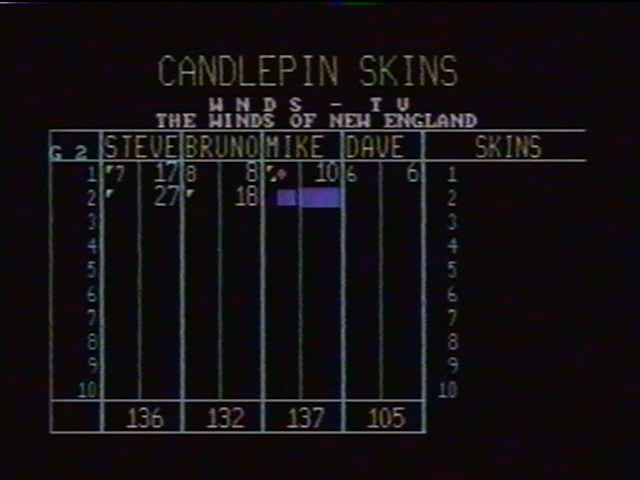 CANDLEPIN SKINS
WNDS - TV
THE WINDS OF NEW ENGLAND
G 2 STEVE BRUNO MIKE DAVE SKINS
1 7 17 8 8 10 6 6 1
2 27 18 2
3 3
4 4
5 5
6 6
7 7
8 8
9 9
10 10
136 132 137 105